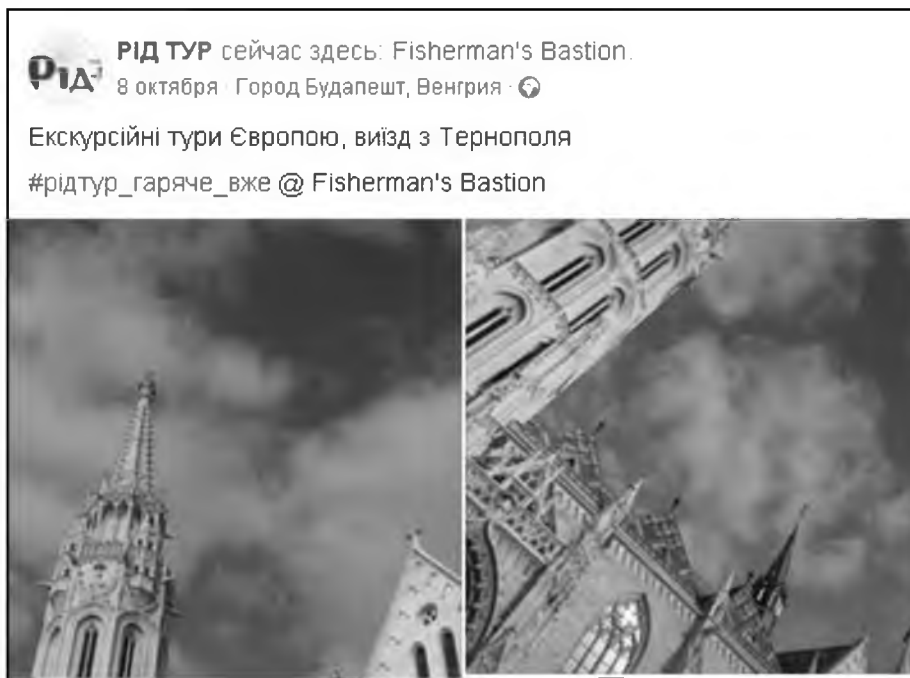 РІД
РІД ТУР сейчас здесь: Fisherman's Bastion.
8 октября · Город Будапешт, Венгрия ·
Екскурсійні тури Європою, виїзд з Тернополя
#рідтур_гаряче_вже @ Fisherman's Bastion